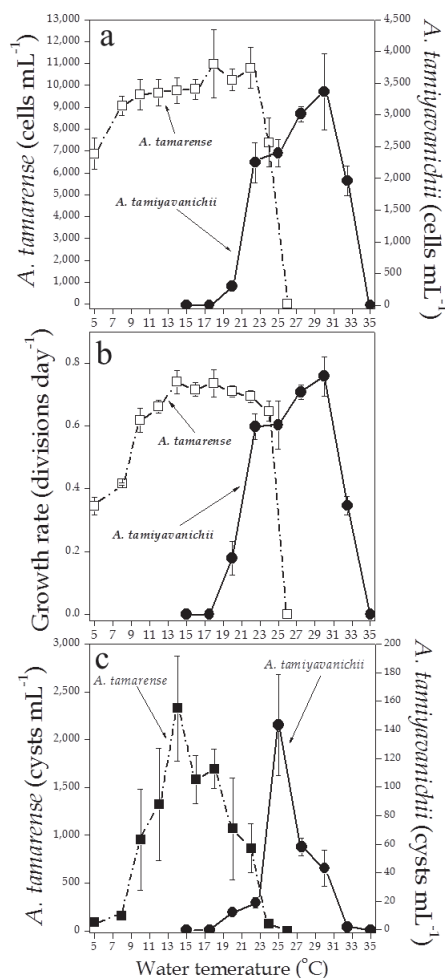 a
A. tamarense (cells mL-1)
13,000
12,000
11,000
10,000
9,000
8,000
7,000
6,000
5,000
4,000
3,000
2,000
1,000
0
A. tamarense
A. tamiyavanichii
4,500
4,000
3,500
3,000
2,500
2,000
1,500
1,000
500
0
A. tamiyavanichii (cells mL-1)
5 7 9 11 13 15 17 19 21 23 25 27 29 31 33 35
b
Growth rate (divisions day-1)
0.8
0.6
0.4
0.2
0.0
A. tamarense
A. tamiyavanichii
5 7 9 11 13 15 17 19 21 23 25 27 29 31 33 35
c
A. tamarense (cysts mL-1)
3,000
2,500
2,000
1,500
1,000
500
0
A. tamarense
A. tamiyavanichii
200
180
160
140
120
100
80
60
40
20
0
A. tamiyavanichii (cysts mL-1)
5 7 9 11 13 15 17 19 21 23 25 27 29 31 33 35
Water temerature (°C)